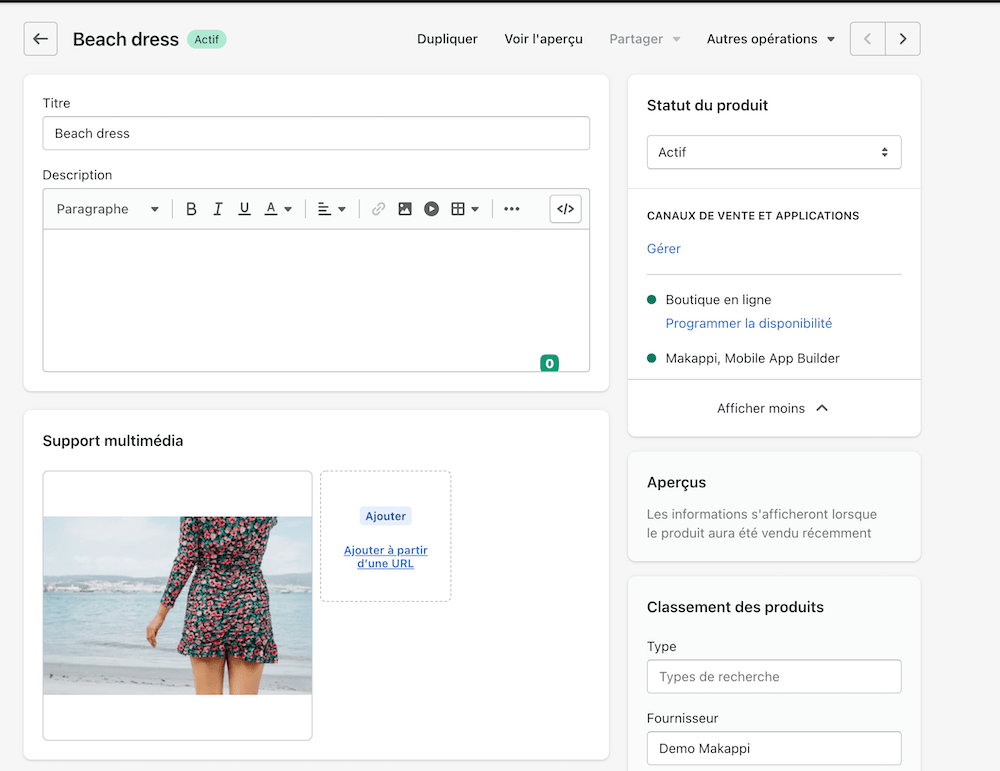 Beach dress Actif
Dupliquer Voir l'aperçu Partager Autres opérations
Titre
Beach dress
Description
Paragraphe B I U A </>
0
Support multimédia
Ajouter
Ajouter à partir
d'une URL
Statut du produit
Actif
CANAUX DE VENTE ET APPLICATIONS
Gérer
Boutique en ligne
Programmer la disponibilité
Makappi, Mobile App Builder
Afficher moins
Aperçus
Les informations s'afficheront lorsque
le produit aura été vendu récemment
Classement des produits
Type
Types de recherche
Fournisseur
Demo Makappi